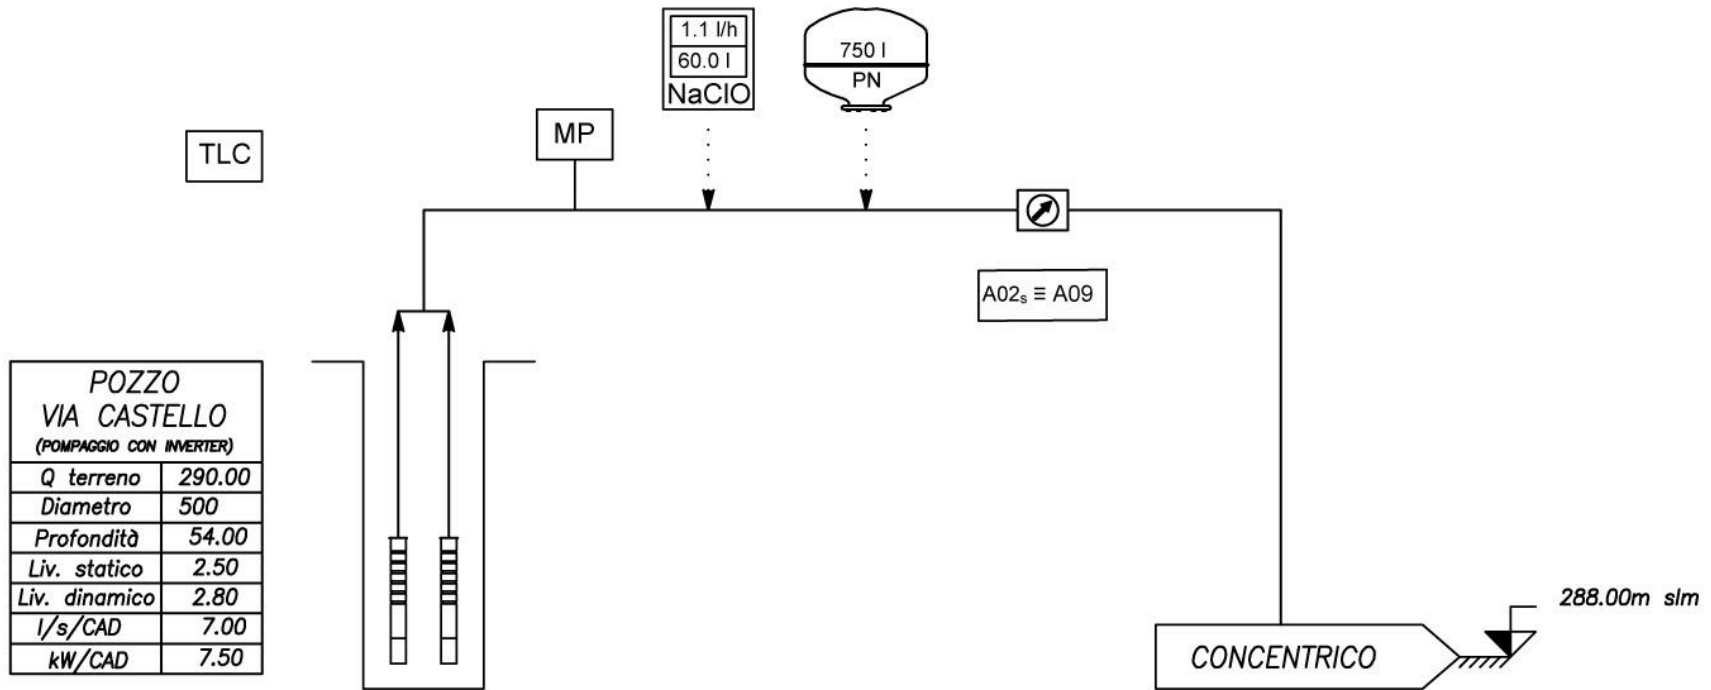 1.1 l/h
60.0 l
NaClO
750 l
PN
MP
TLC
A02s ≡ A09
POZZO
VIA CASTELLO
(POMPAGGIO CON INVERTER)
Q terreno 290.00
Diametro 500
Profondità 54.00
Liv. statico 2.50
Liv. dinamico 2.80
l/s/CAD 7.00
kW/CAD 7.50
288.00m slm
CONCENTRICO